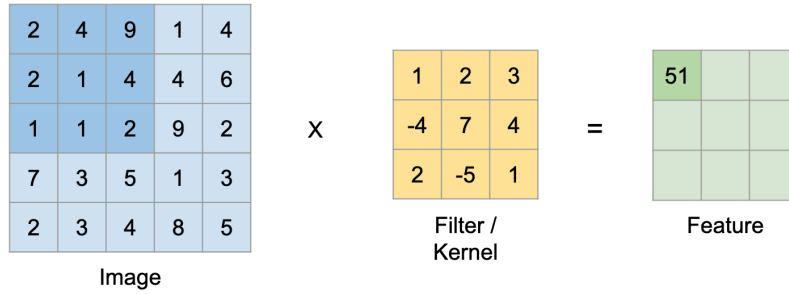 2 4 9 1 4
2 1 4 4 6
1 1 2 9 2
7 3 5 1 3
2 3 4 8 5
Image
X
1 2 3
-4 7 4
2 -5 1
Filter /
Kernel
=
51
Feature